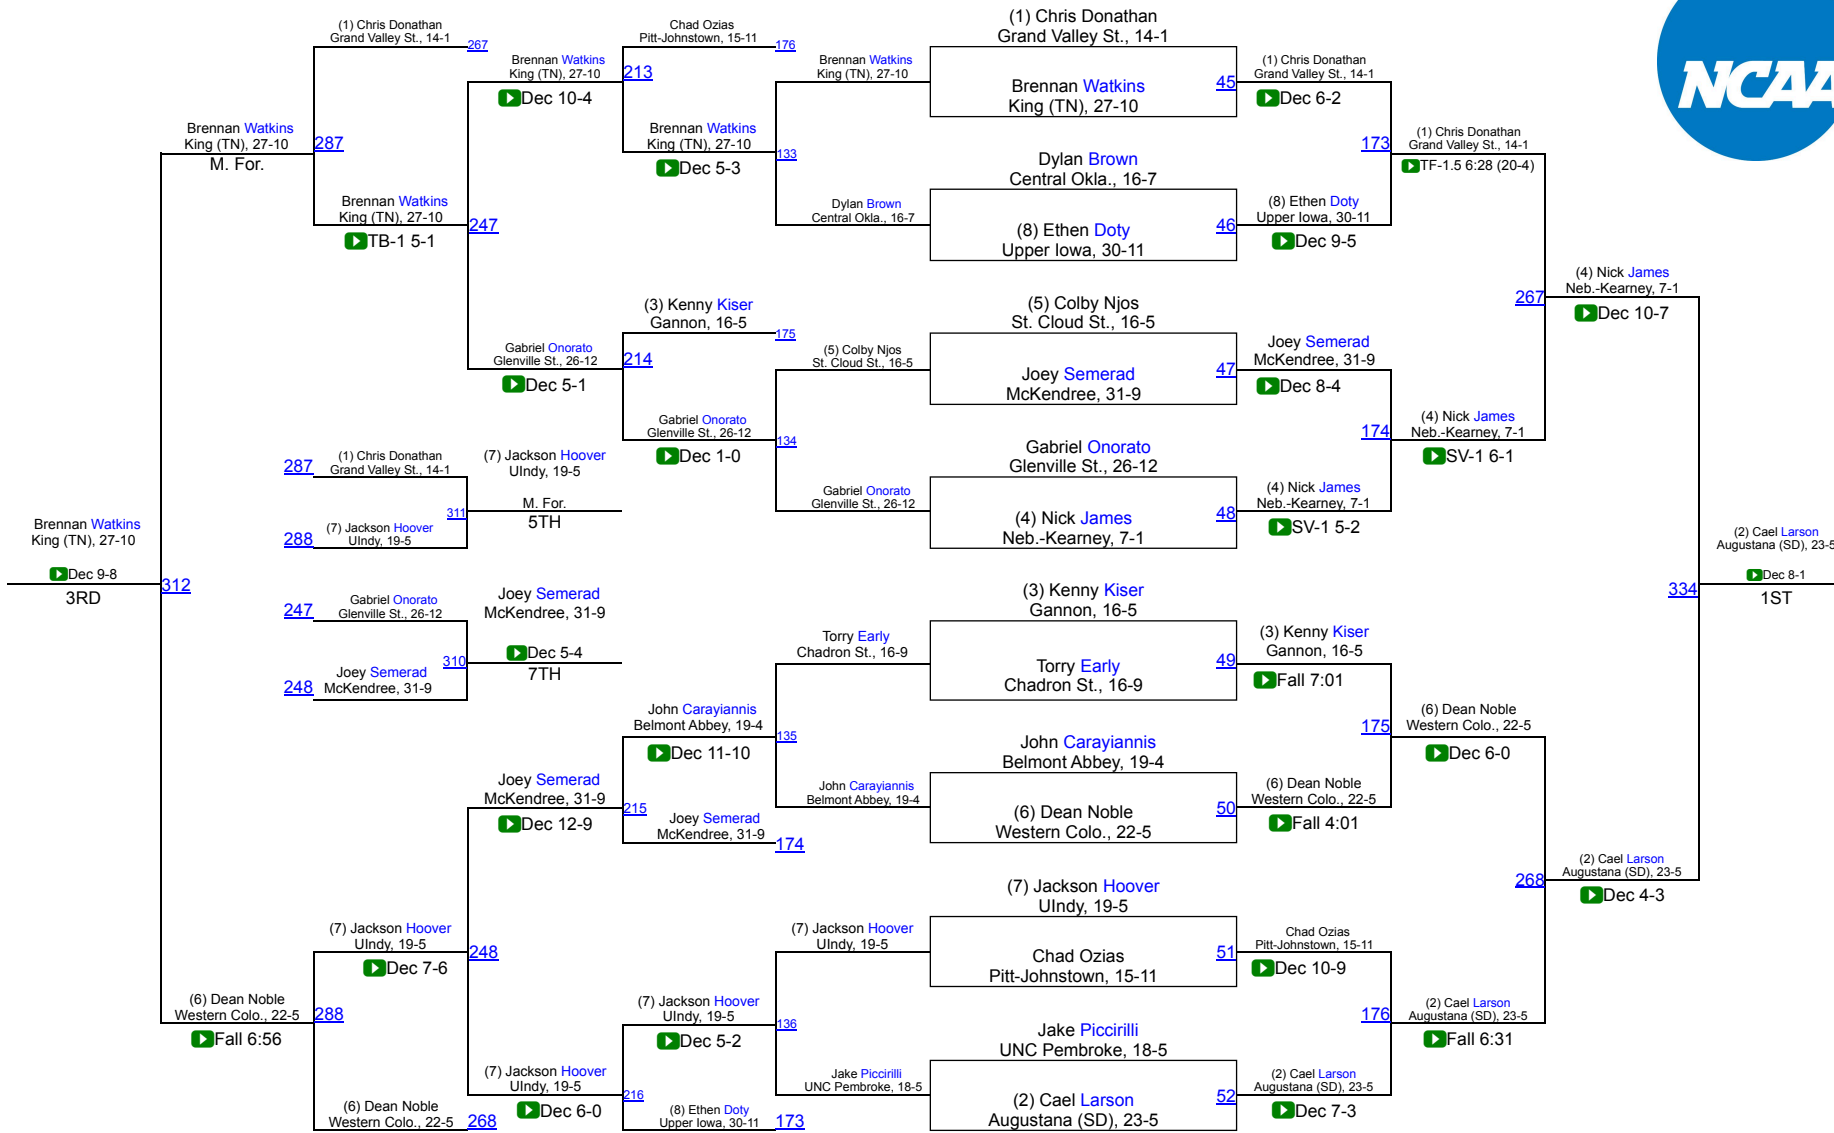 (1) Chris Donathan
Grand Valley St., 14-1
267
Brennan Watkins
King (TN), 27-10
M. For.
287
Brennan Watkins
King (TN), 27-10
TB-1 5-1
Brennan Watkins
King (TN), 27-10
Dec 10-4
213
247
Gabriel Onorato
Glenville St., 26-12
Dec 5-1
214
Chad Ozias
Pitt-Johnstown, 15-11
176
Brennan Watkins
King (TN), 27-10
Dec 5-3
133
(3) Kenny Kiser
Gannon, 16-5
175
Gabriel Onorato
Glenville St., 26-12
Dec 1-0
134
Brennan Watkins
King (TN), 27-10
Dylan Brown
Central Okla., 16-7
(5) Colby Njos
St. Cloud St., 16-5
Gabriel Onorato
Glenville St., 26-12
(1) Chris Donathan
Grand Valley St., 14-1
Brennan Watkins
King (TN), 27-10
45
Dylan Brown
Central Okla., 16-7
(8) Ethen Doty
Upper Iowa, 30-11
46
(5) Colby Njos
St. Cloud St., 16-5
Joey Semerad
McKendree, 31-9
47
Gabriel Onorato
Glenville St., 26-12
(4) Nick James
Neb.-Kearney, 7-1
48
(1) Chris Donathan
Grand Valley St., 14-1
Dec 6-2
173
(8) Ethen Doty
Upper Iowa, 30-11
Dec 9-5
Joey Semerad
McKendree, 31-9
Dec 8-4
174
(4) Nick James
Neb.-Kearney, 7-1
SV-1 5-2
(1) Chris Donathan
Grand Valley St., 14-1
TF-1.5 6:28 (20-4)
267
(4) Nick James
Neb.-Kearney, 7-1
SV-1 6-1
(4) Nick James
Neb.-Kearney, 7-1
Dec 10-7
NCAA
287
(1) Chris Donathan
Grand Valley St., 14-1
288
(7) Jackson Hoover
UIndy, 19-5
311
(7) Jackson Hoover
UIndy, 19-5
M. For.
5TH
Brennan Watkins
King (TN), 27-10
Dec 9-8
3RD
312
247
Gabriel Onorato
Glenville St., 26-12
248
Joey Semerad
McKendree, 31-9
310
Joey Semerad
McKendree, 31-9
Dec 5-4
7TH
334
(2) Cael Larson
Augustana (SD), 23-5
Dec 8-1
1ST
John Carayiannis
Belmont Abbey, 19-4
Dec 11-10
135
Joey Semerad
McKendree, 31-9
Dec 12-9
215
Joey Semerad
McKendree, 31-9
174
(7) Jackson Hoover
UIndy, 19-5
Dec 7-6
248
(6) Dean Noble
Western Colo., 22-5
Fall 6:56
288
(7) Jackson Hoover
UIndy, 19-5
Dec 6-0
216
(7) Jackson Hoover
UIndy, 19-5
Dec 5-2
136
(6) Dean Noble
Western Colo., 22-5
268
(8) Ethen Doty
Upper Iowa, 30-11
173
Torry Early
Chadron St., 16-9
John Carayiannis
Belmont Abbey, 19-4
(7) Jackson Hoover
UIndy, 19-5
Jake Piccirilli
UNC Pembroke, 18-5
(3) Kenny Kiser
Gannon, 16-5
Torry Early
Chadron St., 16-9
49
John Carayiannis
Belmont Abbey, 19-4
(6) Dean Noble
Western Colo., 22-5
50
(7) Jackson Hoover
UIndy, 19-5
Chad Ozias
Pitt-Johnstown, 15-11
51
Jake Piccirilli
UNC Pembroke, 18-5
(2) Cael Larson
Augustana (SD), 23-5
52
(3) Kenny Kiser
Gannon, 16-5
Fall 7:01
175
(6) Dean Noble
Western Colo., 22-5
Fall 4:01
Chad Ozias
Pitt-Johnstown, 15-11
Dec 10-9
176
(2) Cael Larson
Augustana (SD), 23-5
Dec 7-3
(6) Dean Noble
Western Colo., 22-5
Dec 6-0
268
(2) Cael Larson
Augustana (SD), 23-5
Fall 6:31
(2) Cael Larson
Augustana (SD), 23-5
Dec 4-3